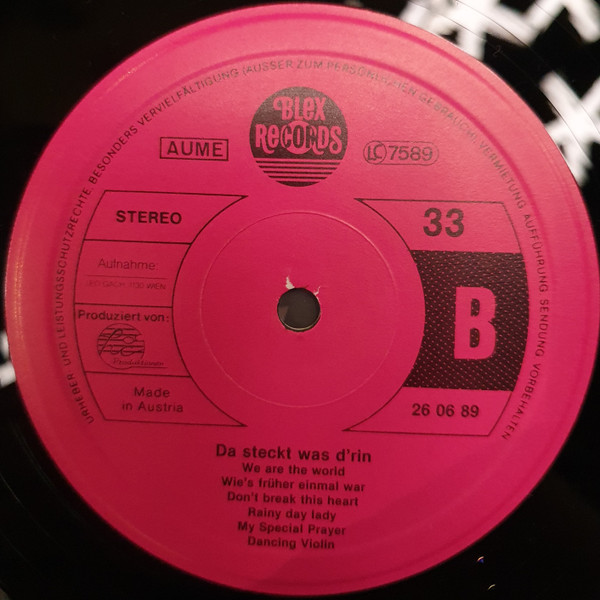 URHEBER UND LEISTUNGSSCHUTZRECHTE BESONDERS VERVIELFÄLTIGUNG (AUSSER ZUM PERSÖNLICHEN GEBRAUCH) VERMIETUNG AUFFÜHRUNG SENDUNG VORBEHALTEN
BLEX
RECORDS
AUME
LC 7589
STEREO
33
Aufnahme:
Produziert von:
B
Made
in Austria
26 06 89
Da steckt was d'rin
We are the world
Wie's früher einmal war
Don't break this heart
Rainy day lady
My Special Prayer
Dancing Violin